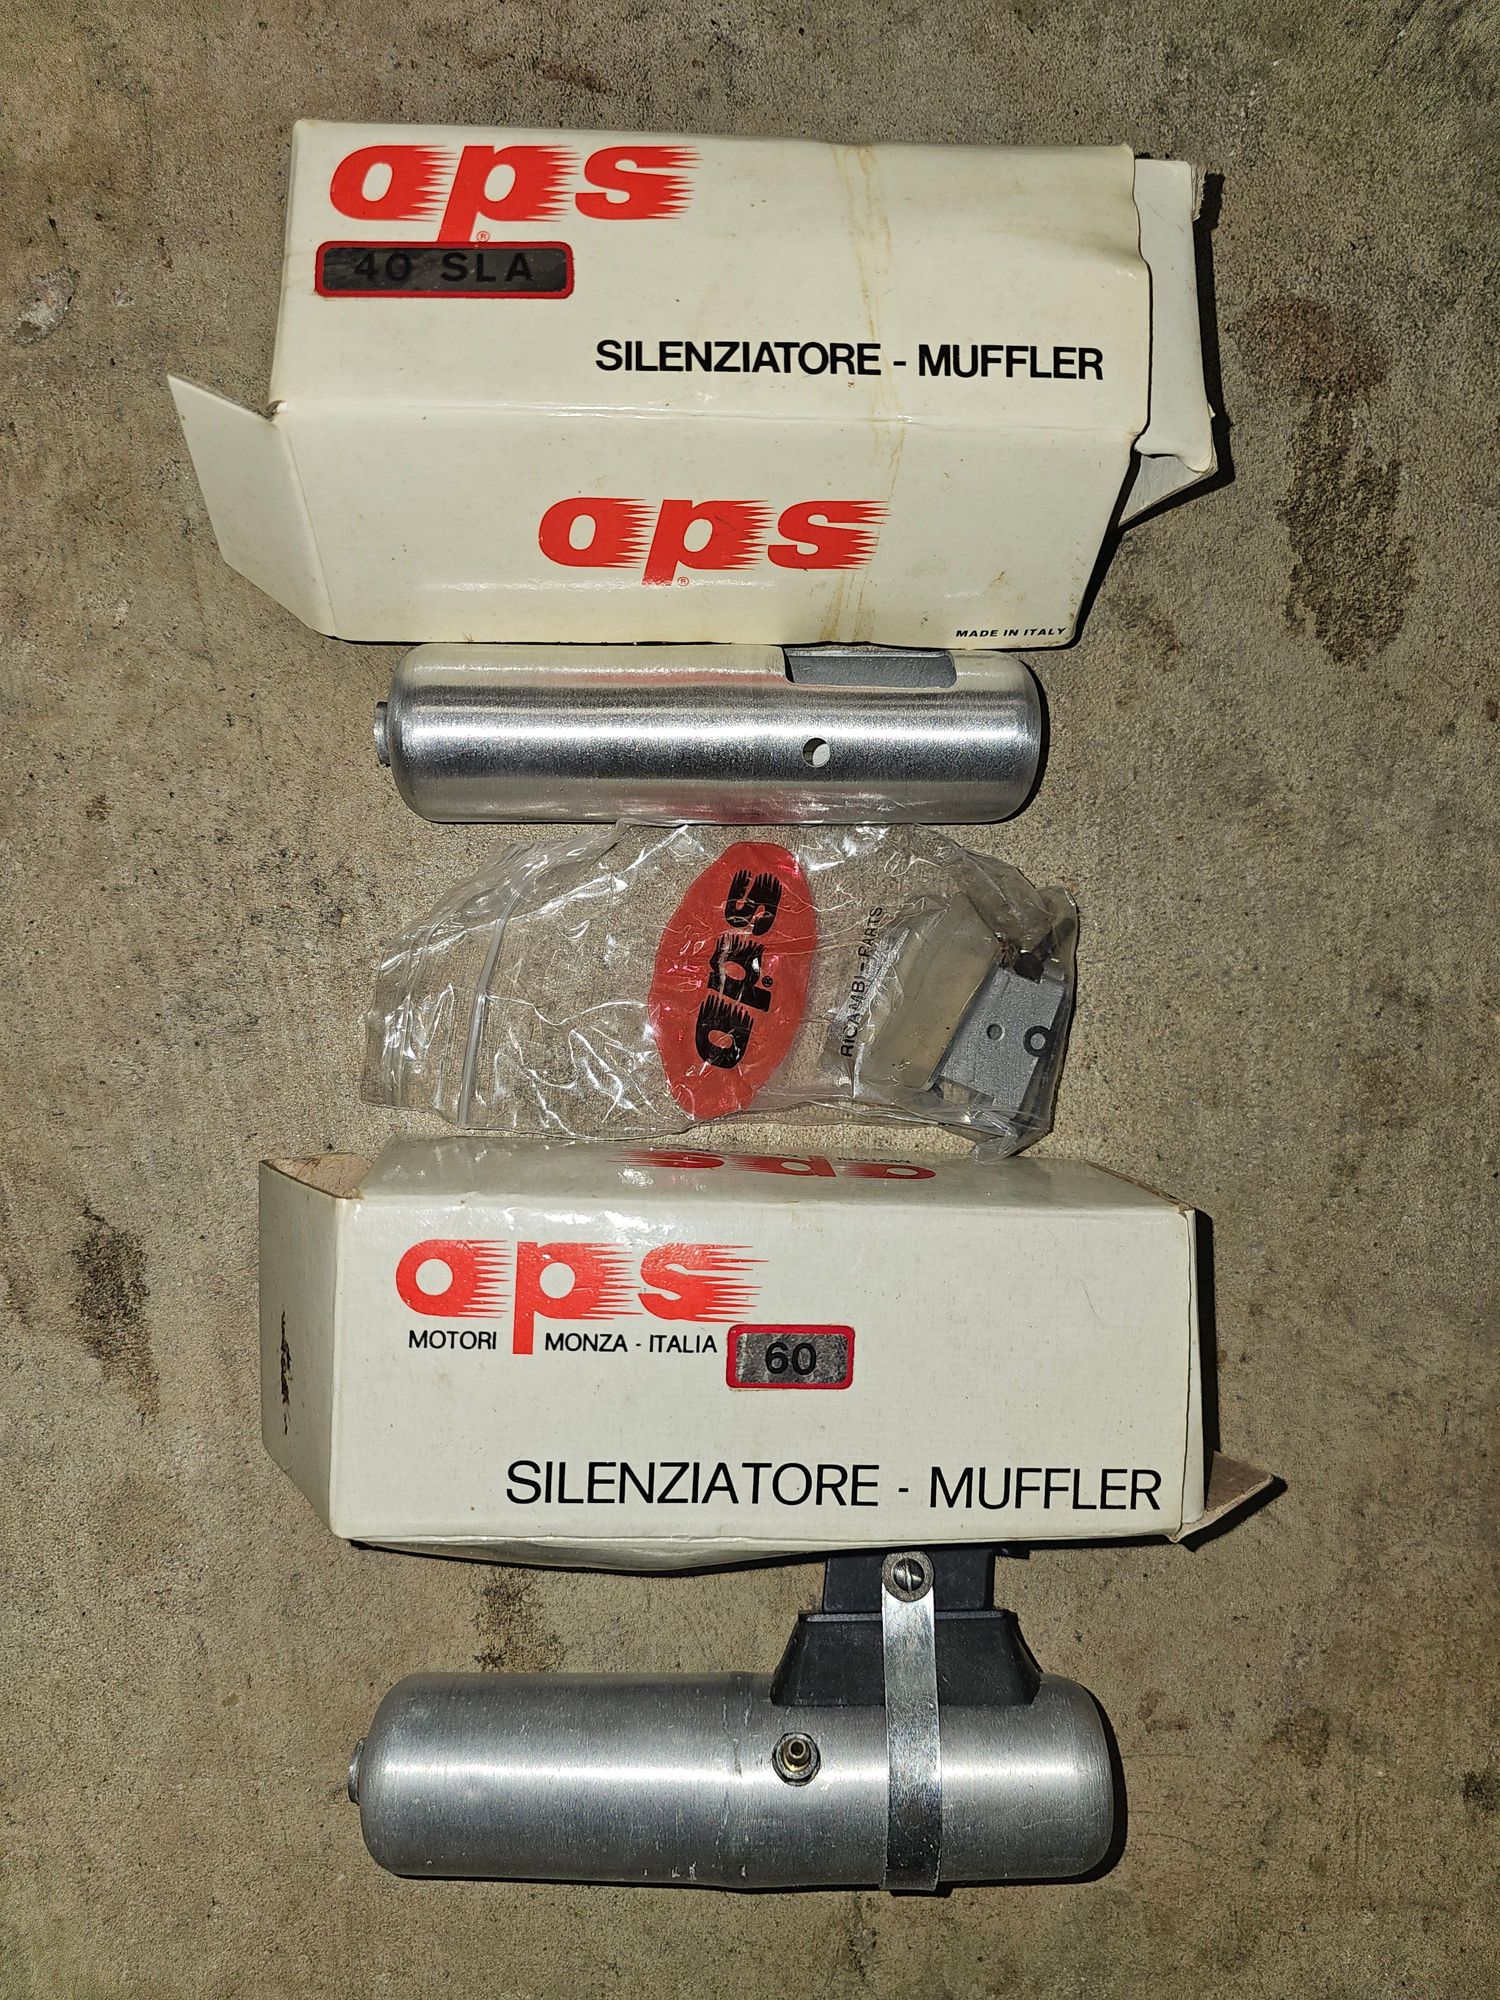 ops
®
40 SLA
SILENZIATORE - MUFFLER
ops
®
MADE IN ITALY
ops
®
RICAMBI - PARTS
ops
ops
MOTORI MONZA - ITALIA
60
SILENZIATORE - MUFFLER